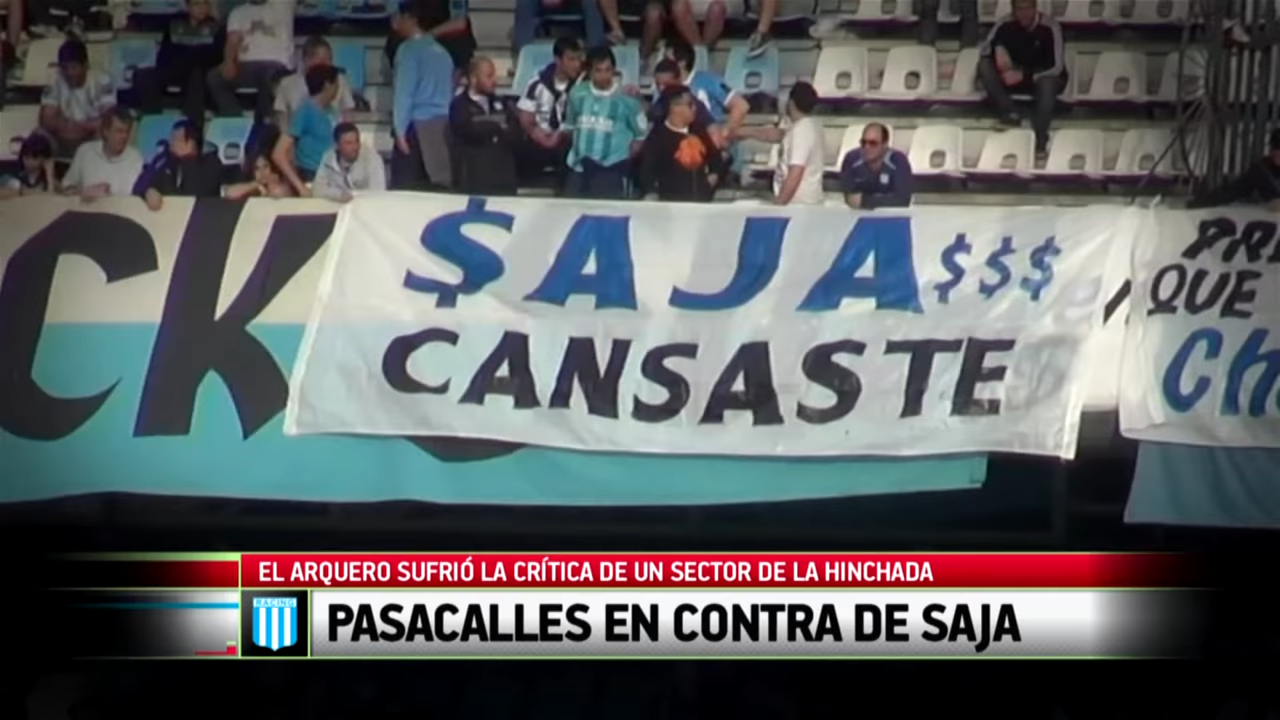 CK
$AJA $$$
CANSASTE
QUE
EL ARQUERO SUFRIÓ LA CRÍTICA DE UN SECTOR DE LA HINCHADA
RACING
PASACALLES EN CONTRA DE SAJA